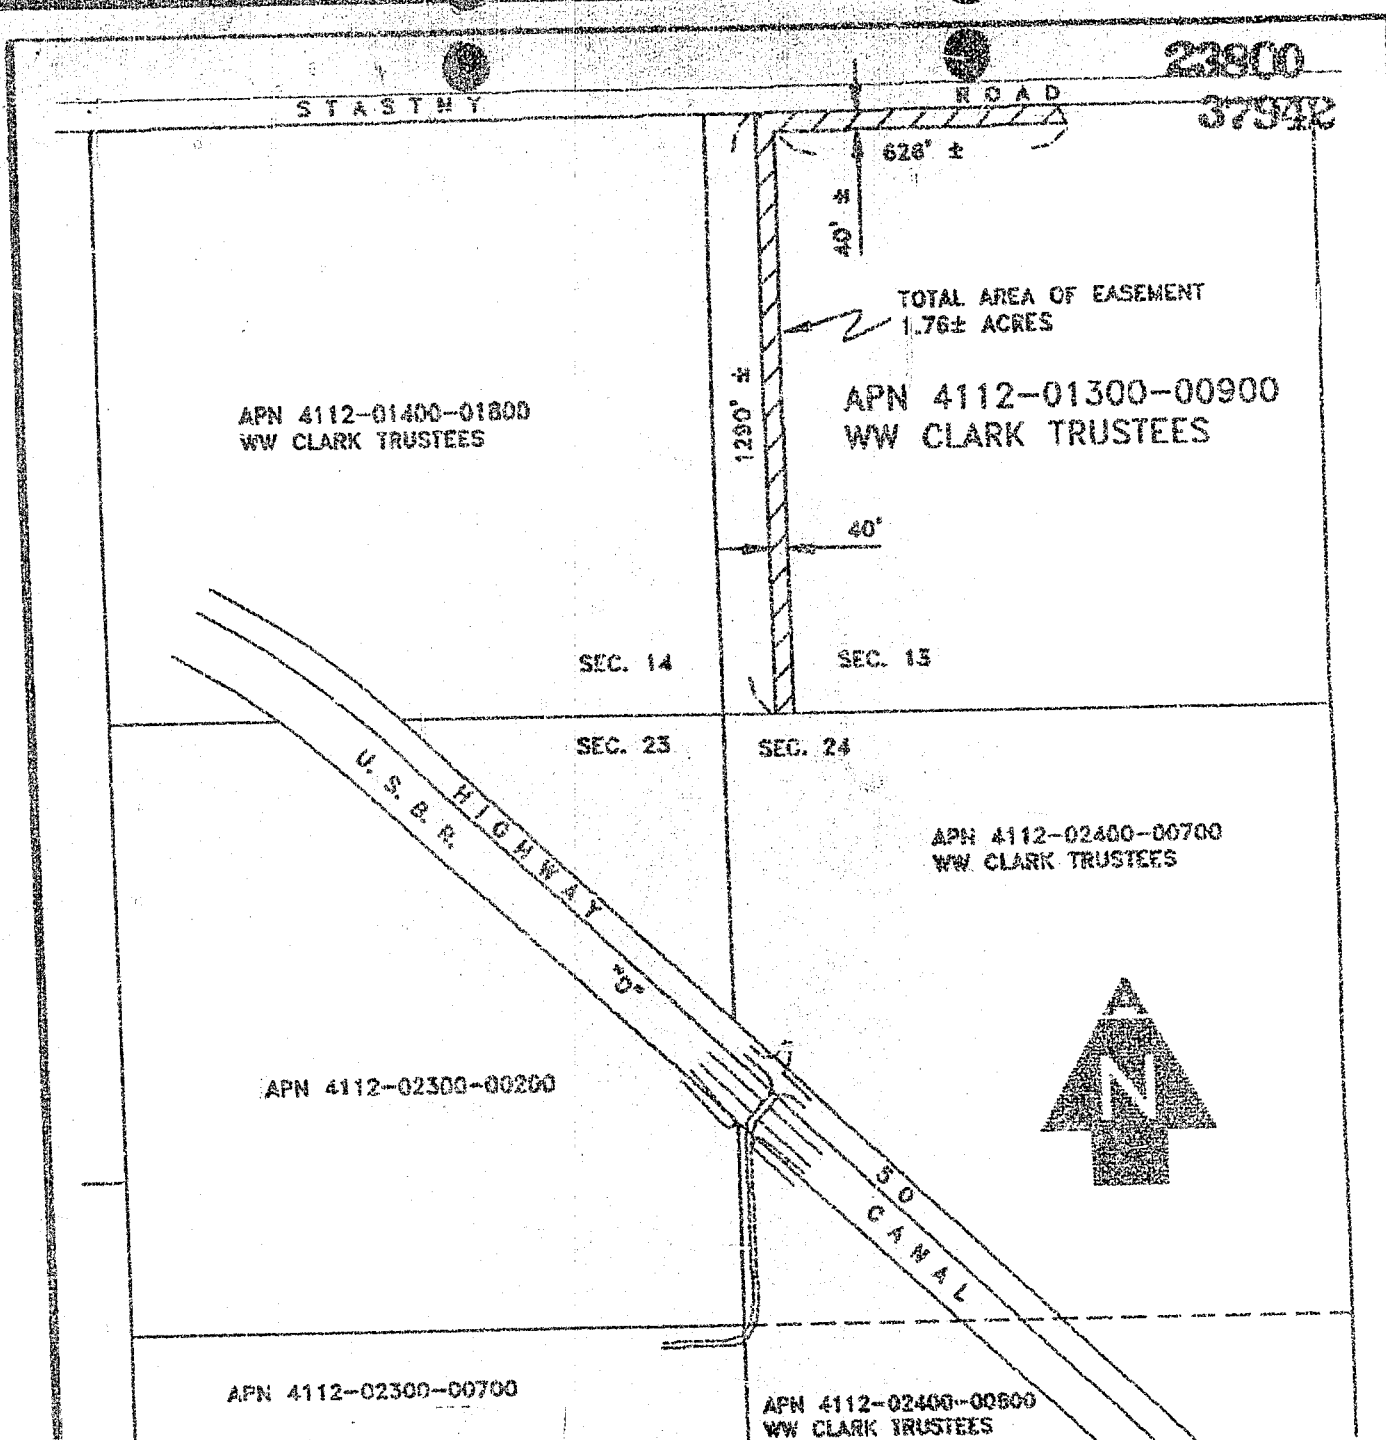 23800
37942
STASTNY ROAD
626' ±
40' ±
TOTAL AREA OF EASEMENT
1.76± ACRES
1290' ±
APN 4112-01400-01800
WW CLARK TRUSTEES
APN 4112-01300-00900
WW CLARK TRUSTEES
40'
SEC. 14
SEC. 13
SEC. 23
SEC. 24
U.S.B.R.
HIGHWAY
APN 4112-02400-00700
WW CLARK TRUSTEES
"D"
N
APN 4112-02300-00200
50
CANAL
APN 4112-02300-00700
APN 4112-02400-00800
WW CLARK TRUSTEES